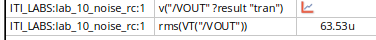 ITI_LABS:lab_10_noise_rc:1 v("/VOUT" ?result "tran")
ITI_LABS:lab_10_noise_rc:1 rms(VT("/VOUT")) 63.53u